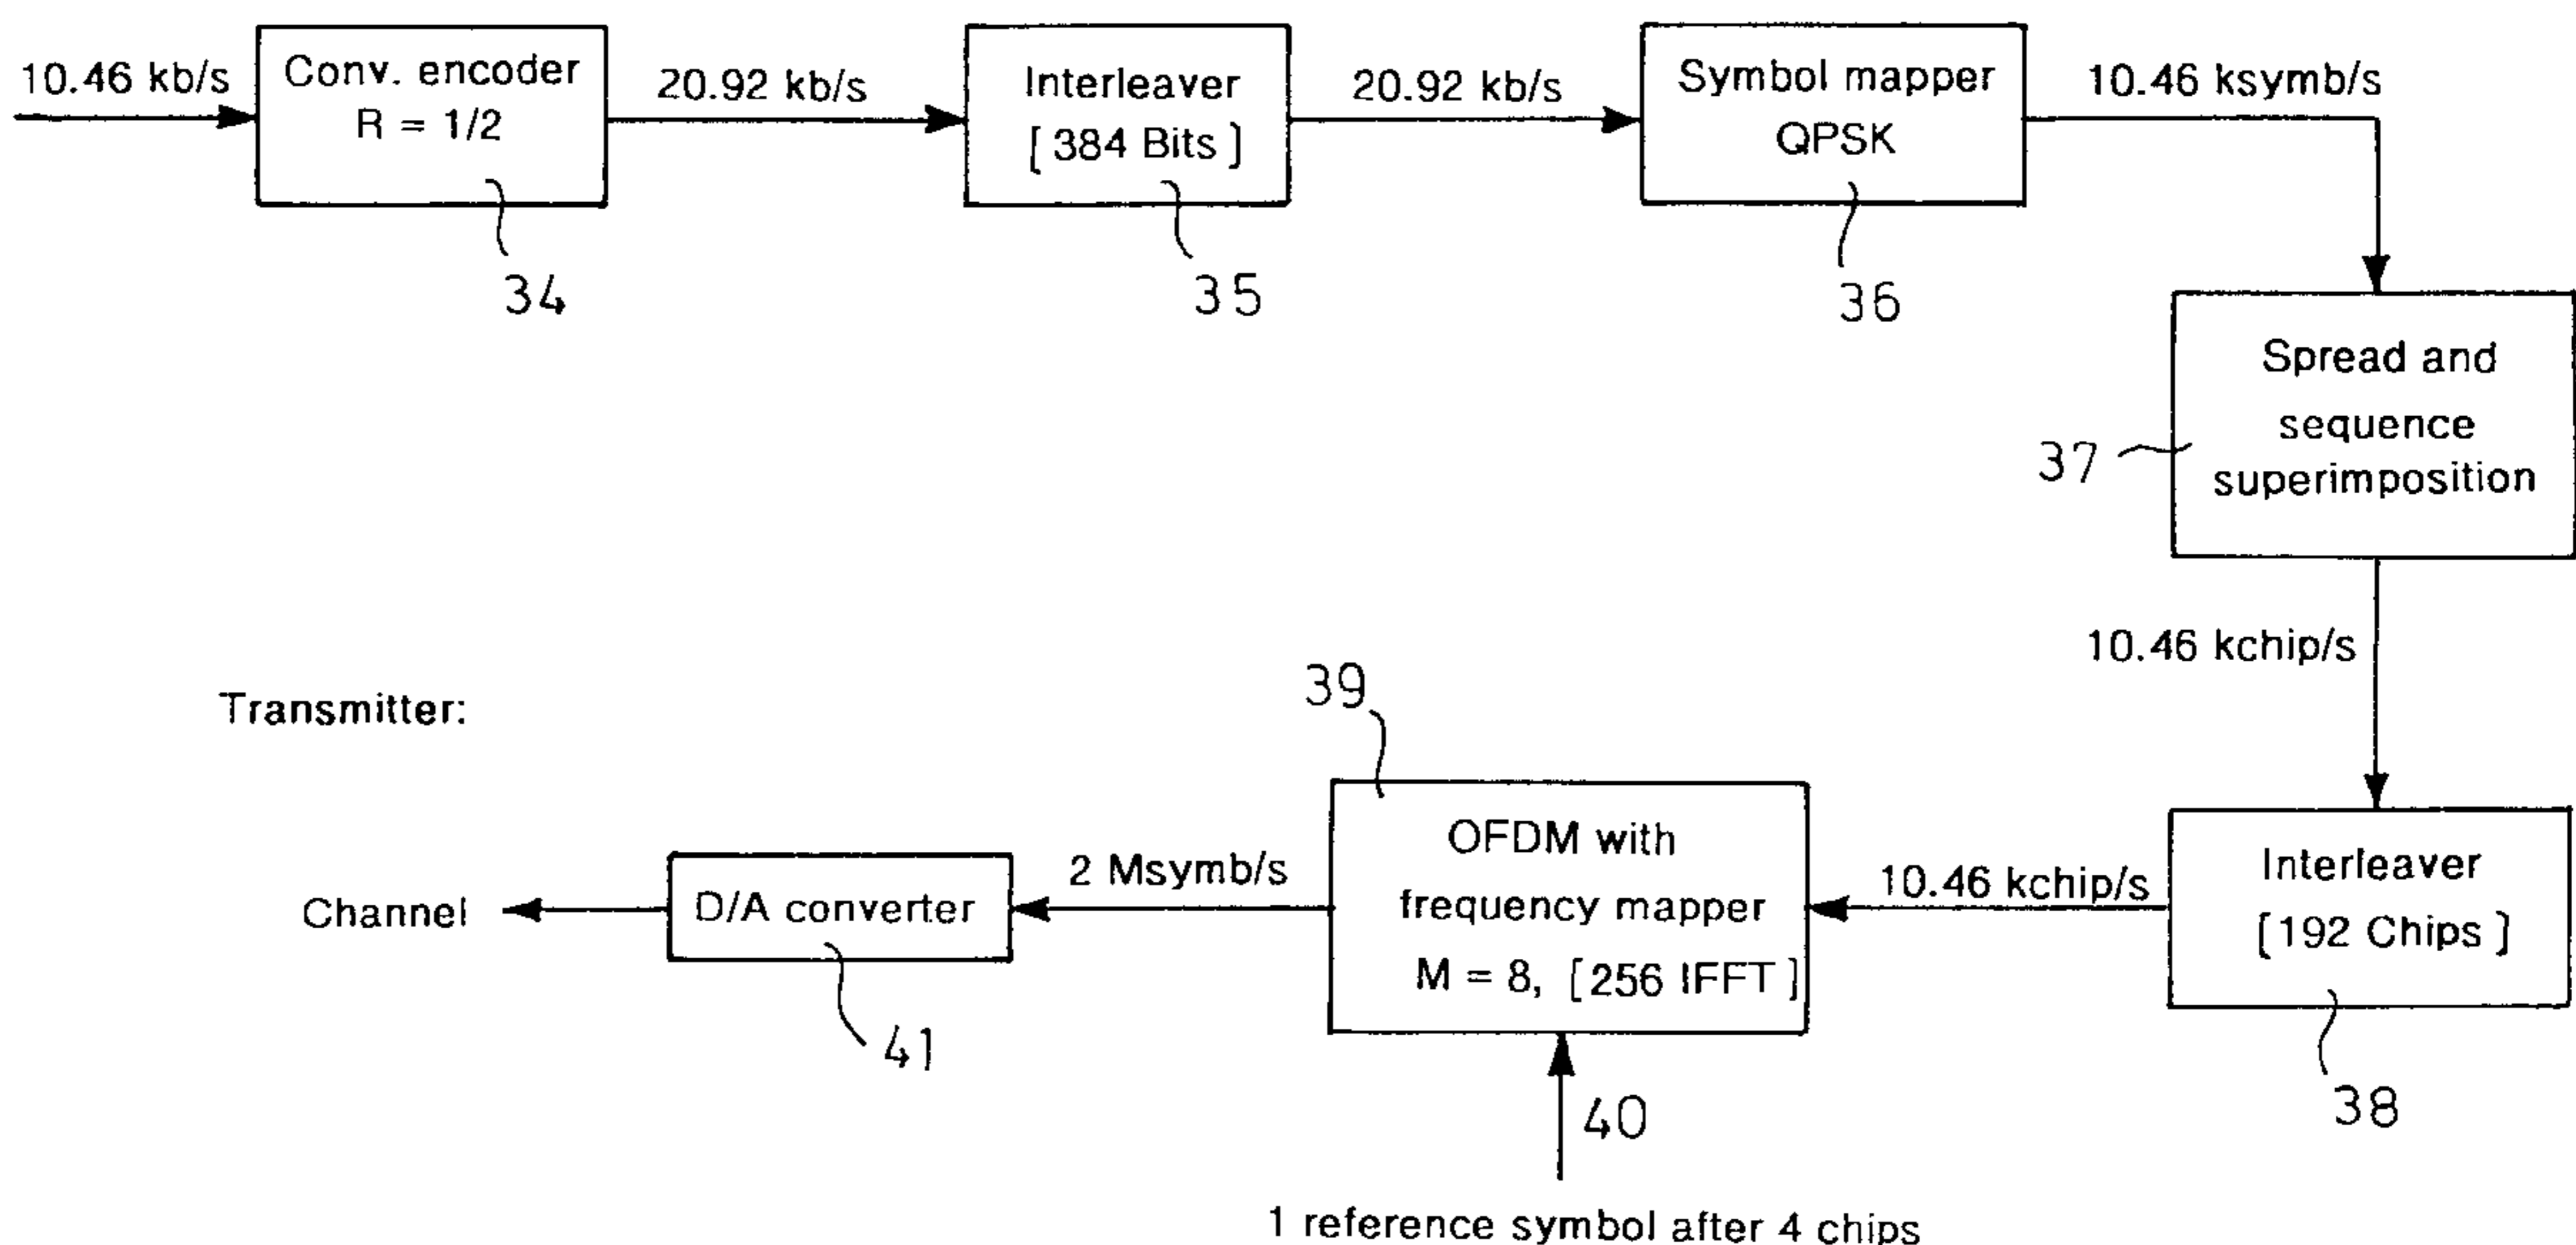 10.46 kb/s
Conv. encoder
R = 1/2
34
20.92 kb/s
Interleaver
[ 384 Bits ]
35
20.92 kb/s
Symbol mapper
QPSK
36
10.46 ksymb/s
Spread and
sequence
superimposition
37
10.46 kchip/s
Interleaver
[ 192 Chips ]
38
10.46 kchip/s
39
OFDM with
frequency mapper
M = 8, [ 256 IFFT ]
40
1 reference symbol after 4 chips
2 Msymb/s
D/A converter
41
Channel
Transmitter: